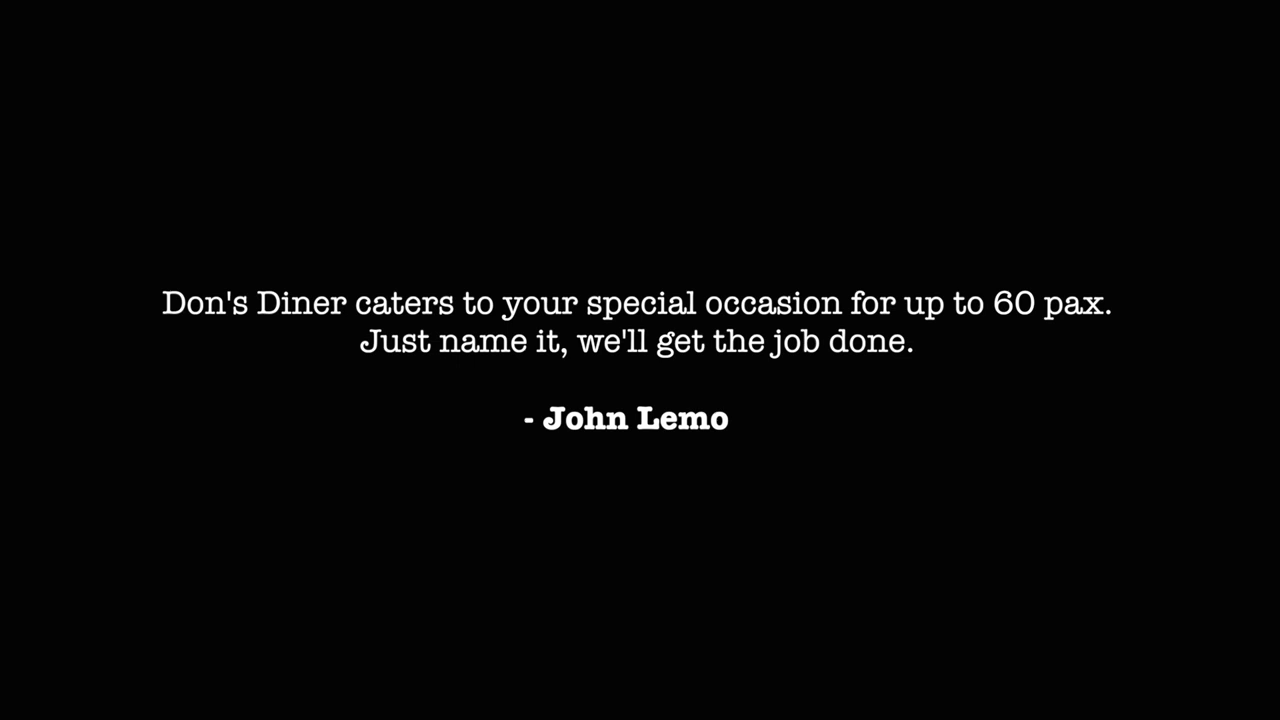 Don's Diner caters to your special occasion for up to 60 pax.
Just name it, we'll get the job done.
- John Lemo